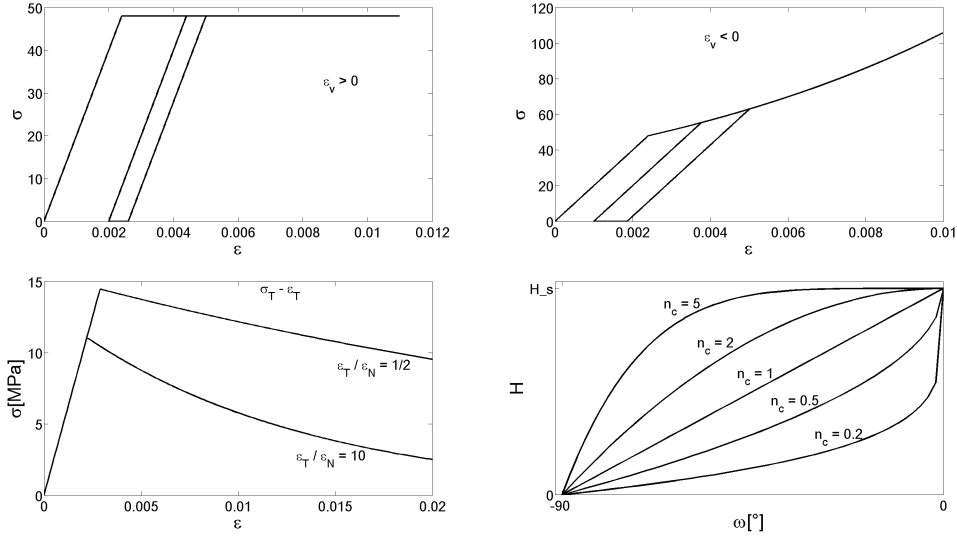 50
40
30
20
10
0
σ
ε_v > 0
0 0.002 0.004 0.006 0.008 0.01 0.012
ε
120
100
80
60
40
20
0
σ
ε_v < 0
0 0.002 0.004 0.006 0.008 0.01
ε
15
10
5
0
σ[MPa]
σ_T - ε_T
ε_T / ε_N = 1/2
ε_T / ε_N = 10
0 0.005 0.01 0.015 0.02
ε
H_s
0
H
n_c = 5
n_c = 2
n_c = 1
n_c = 0.5
n_c = 0.2
-90 0
ω[°]